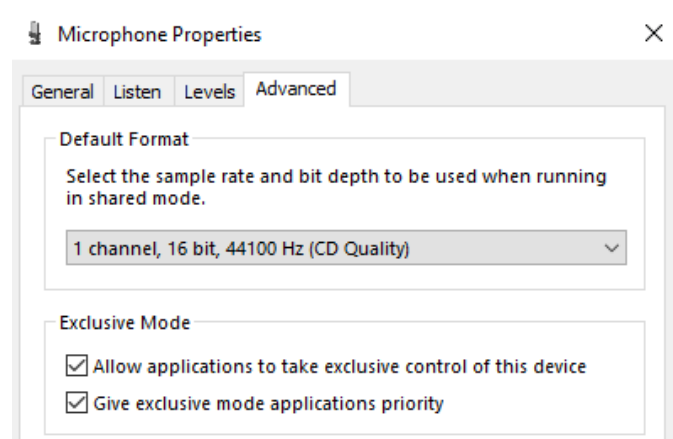 Microphone Properties
General Listen Levels Advanced
Default Format
Select the sample rate and bit depth to be used when running
in shared mode.
1 channel, 16 bit, 44100 Hz (CD Quality)
Exclusive Mode
Allow applications to take exclusive control of this device
Give exclusive mode applications priority